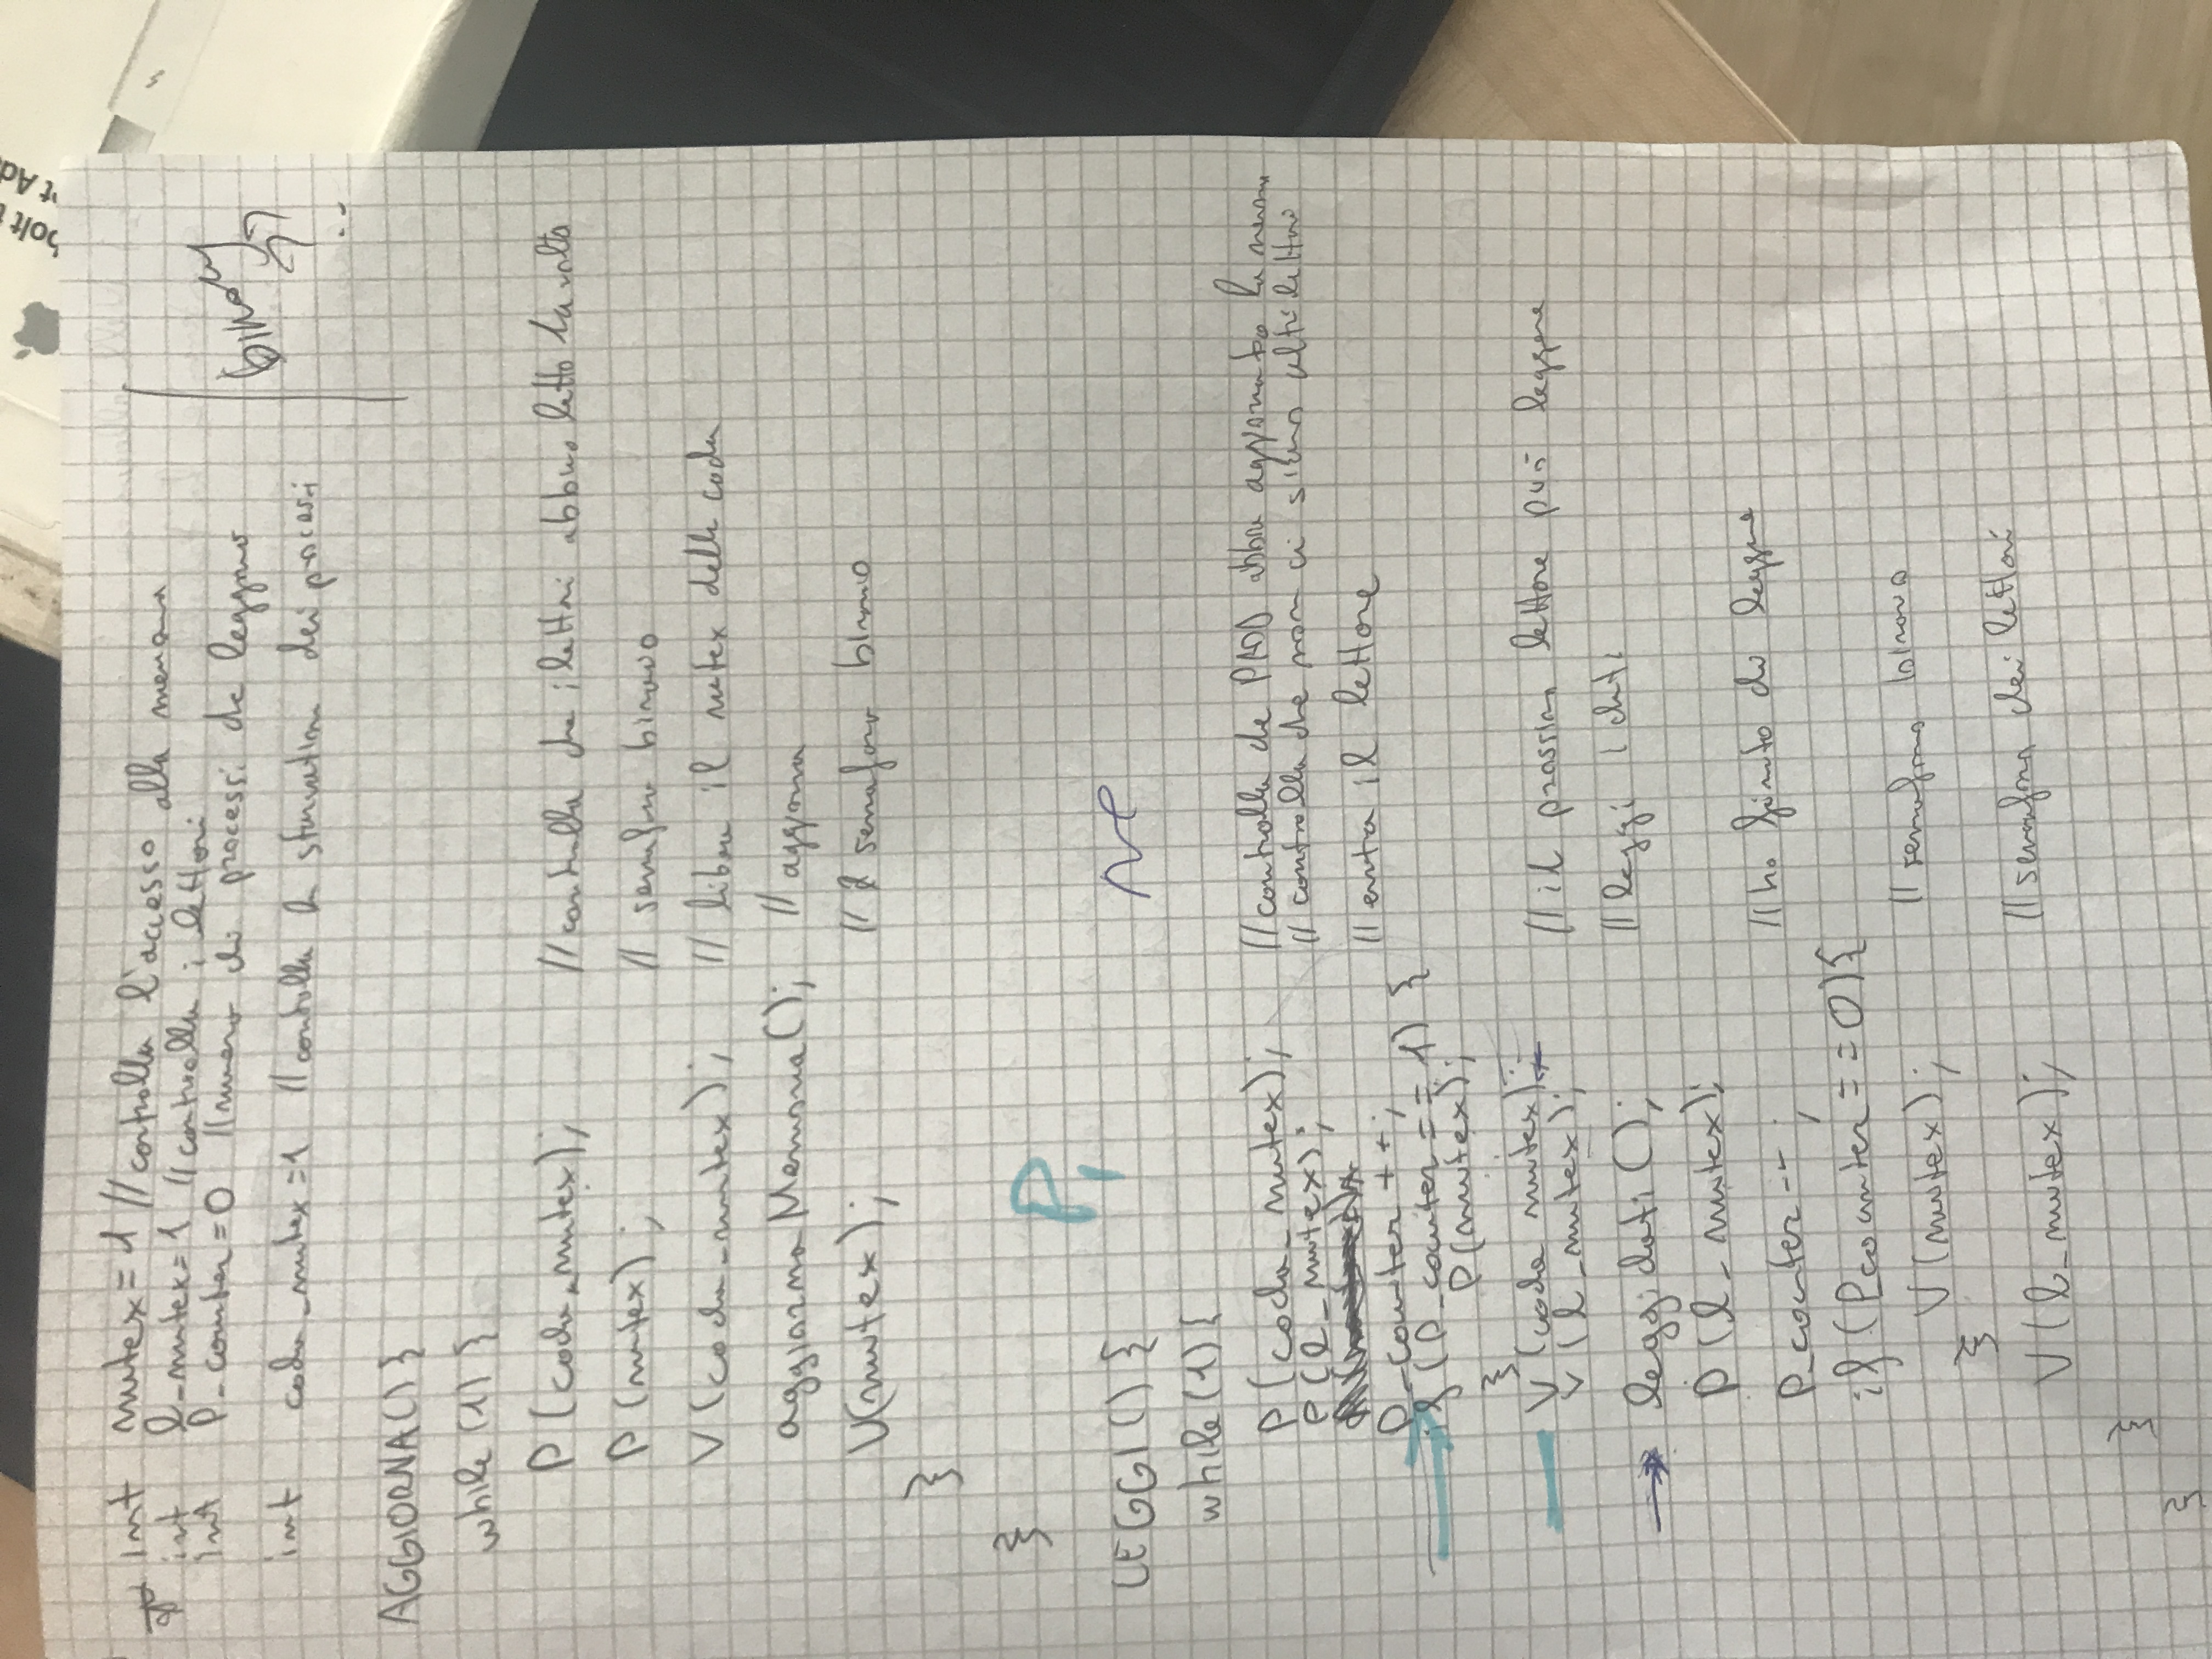 bolt
't Ad
int mutex = 1 // controlla l'accesso alla memoria
int l_mutex = 1 // controlla i lettori
int P_counter = 0 // numero di processi che leggono
int coda_mutex = 1 // controlla la starvation dei processi
binary
??
AGGIORNA() {
while (1) {
P (coda_mutex); // controlla che i lettori abbiano letto la volta
P (mutex); // semaforo binario
V (coda_mutex); // libera il mutex della coda
aggiornaMemoria(); // aggiorna
V(mutex); // semaforo binario
}
}
P1
LEGGI() {
while (1) {
P (coda_mutex); // controlla che abbia aggiornato la memoria
P (l_mutex); // controlla che non ci siano altri lettori
P_counter ++; // entra il lettore
if (P_counter == 1) {
P(mutex);
}
V (coda mutex);
V (l_mutex); // il prossimo lettore può leggere
leggidati (); // leggi i dati
P (l_mutex);
P_counter --; // ho finito di leggere
if (P_counter == 0) {
V (mutex); // semaforo binario
}
V (l_mutex); // semaforo dei lettori
}
}